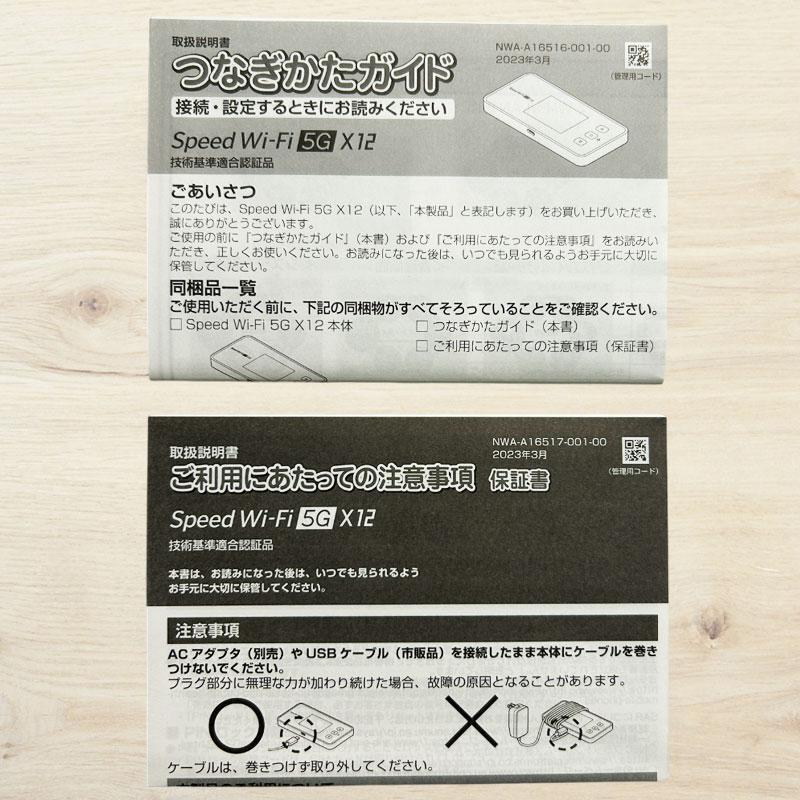 取扱説明書
NWA-A16516-001-00
2023年3月
(管理用コード)
つなぎかたガイド
接続・設定するときにお読みください
Speed Wi-Fi 5G X12
技術基準適合認証品
ごあいさつ
このたびは、Speed Wi-Fi 5G X12（以下、「本製品」と表記します）をお買い上げいただき、
誠にありがとうございます。
ご使用の前に『つなぎかたガイド』（本書）および『ご利用にあたっての注意事項』をお読みい
ただき、正しくお使いください。お読みになった後は、いつでも見られるようお手元に大切に
保管してください。
同梱品一覧
ご使用いただく前に、下記の同梱物がすべてそろっていることをご確認ください。
□ Speed Wi-Fi 5G X12 本体
□ つなぎかたガイド（本書）
□ ご利用にあたっての注意事項（保証書）
取扱説明書
NWA-A16517-001-00
2023年3月
(管理用コード)
ご利用にあたっての注意事項 保証書
Speed Wi-Fi 5G X12
技術基準適合認証品
本書は、お読みになった後は、いつでも見られるよう
お手元に大切に保管してください。
注意事項
AC アダプタ（別売）や USB ケーブル（市販品）を接続したまま本体にケーブルを巻き
つけないでください。
プラグ部分に無理な力が加わり続けた場合、故障の原因となることがあります。
ケーブルは、巻きつけず取り外してください。